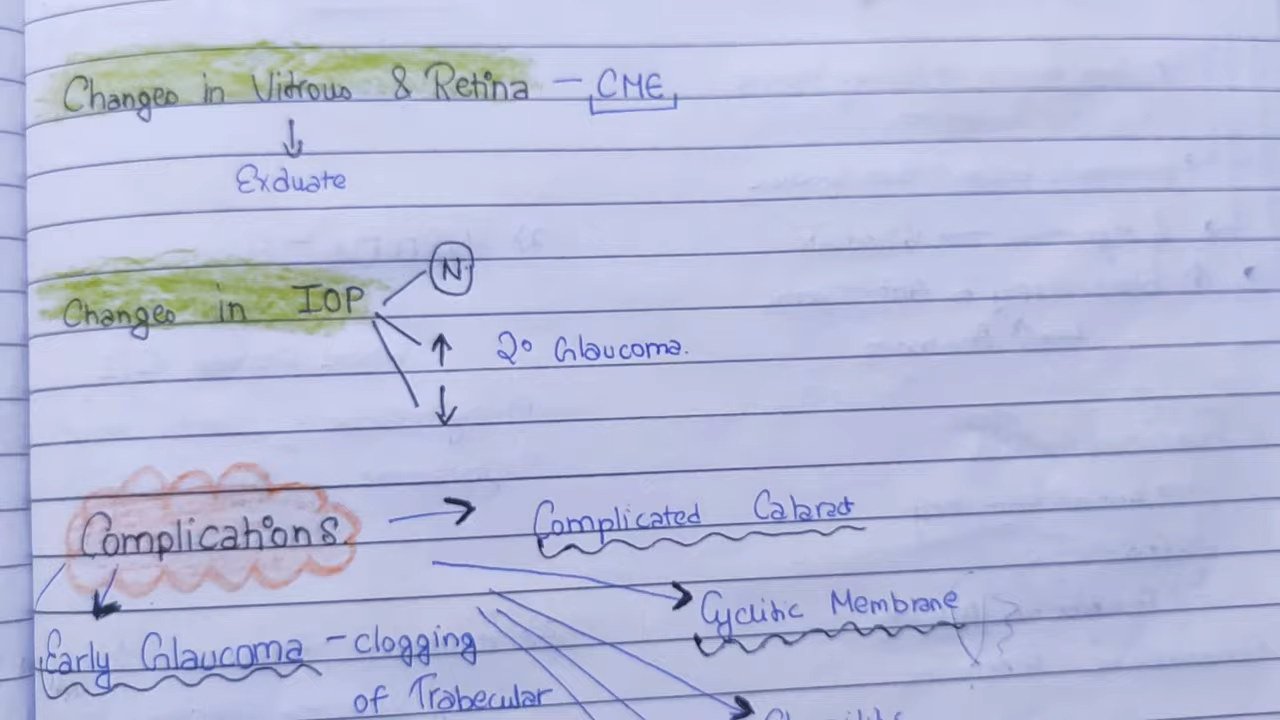 Changes in Vitrous & Retina - CME
↓
Exduate
Changes in IOP
N
↑ 2° Glaucoma.
↓
Complications → Complicated Cataract
Cyclitic Membrane
Early Glaucoma - clogging
of Trabecular